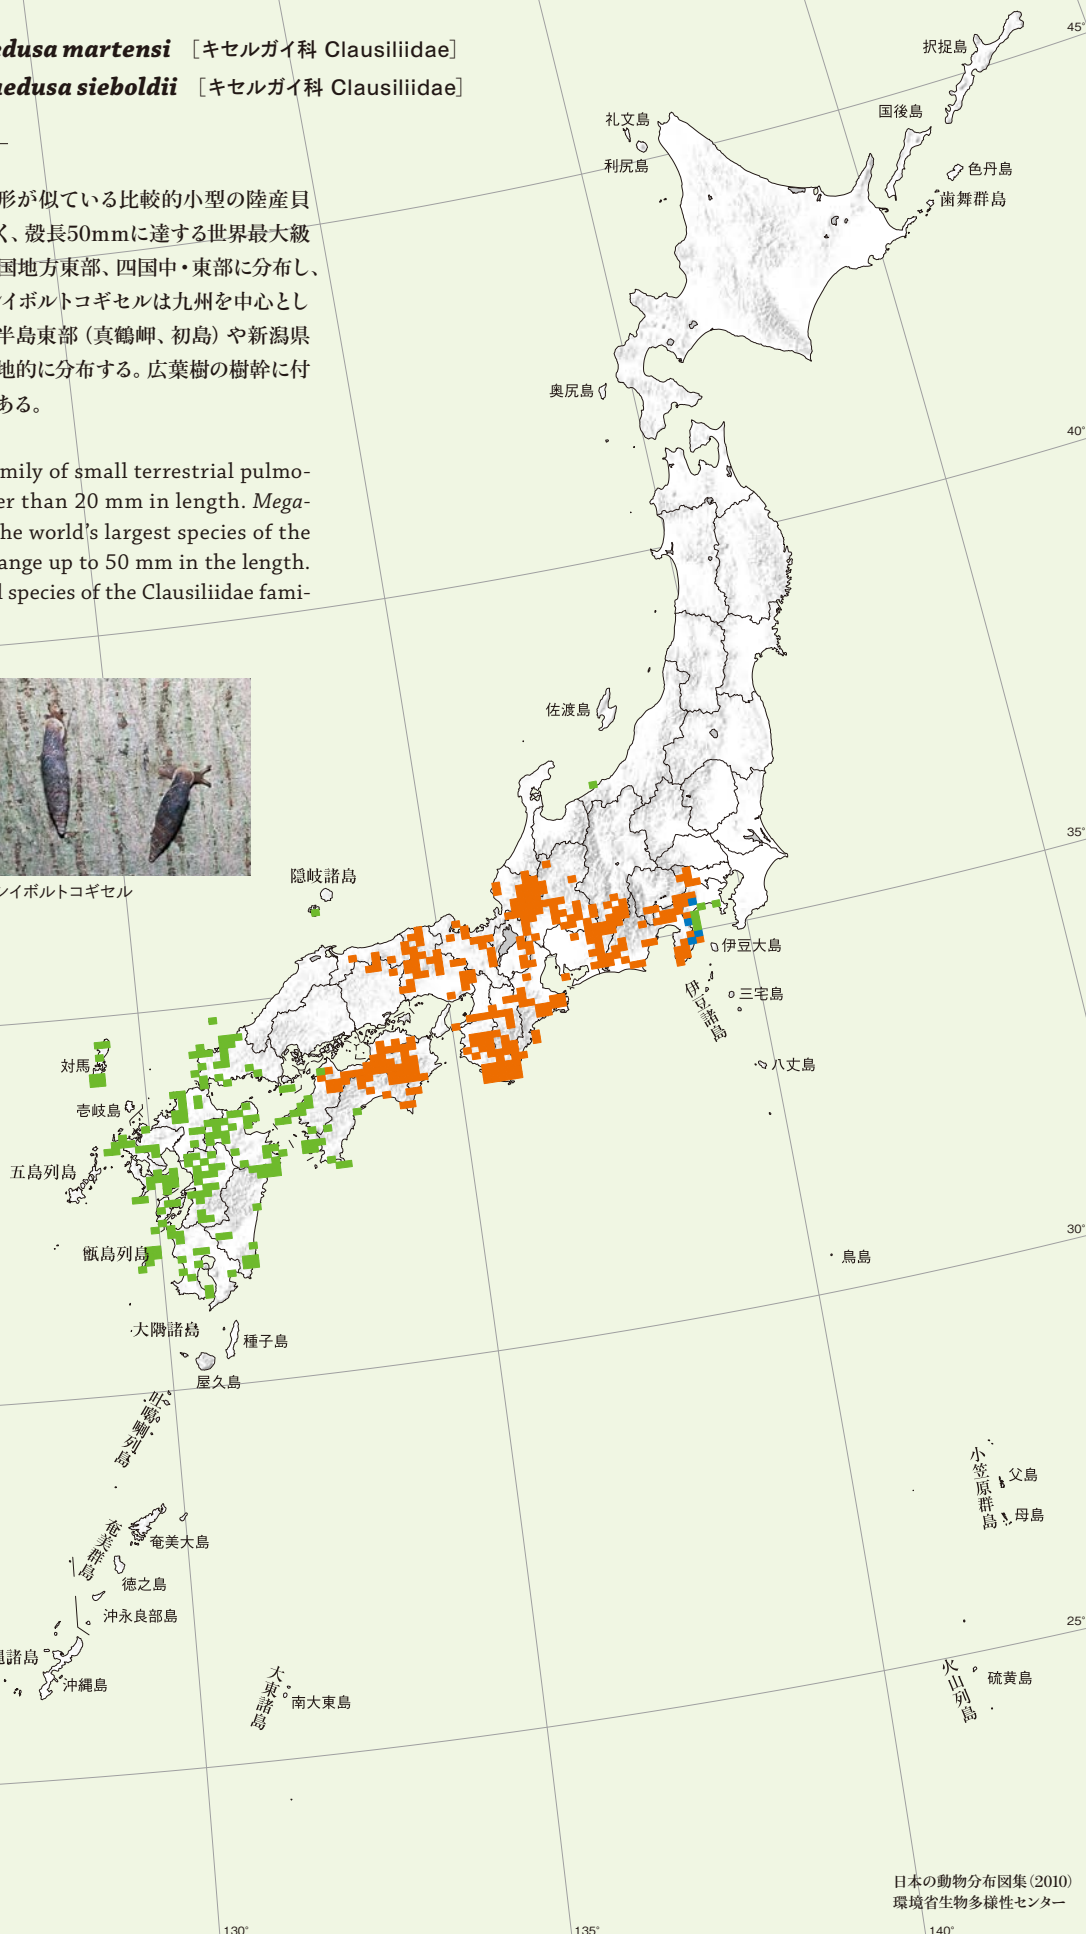 edusa martensi ［キセルガイ科 Clausiliidae］
aedusa sieboldii ［キセルガイ科 Clausiliidae］
形が似ている比較的小型の陸産貝
く、殻長50mmに達する世界最大級
国地方東部、四国中・東部に分布し、
イボルトコギセルは九州を中心とし
半島東部（真鶴岬、初島）や新潟県
地的に分布する。広葉樹の樹幹に付
ある。
mily of small terrestrial pulmo-
er than 20 mm in length. Mega-
he world's largest species of the
ange up to 50 mm in the length.
l species of the Clausiliidae fami-
シイボルトコギセル
択捉島
国後島
色丹島
歯舞群島
礼文島
利尻島
奥尻島
佐渡島
隠岐諸島
伊豆大島
三宅島
伊豆諸島
八丈島
対馬
壱岐島
五島列島
甑島列島
鳥島
大隅諸島
種子島
屋久島
吐噶喇列島
小笠原群島
父島
母島
奄美群島
奄美大島
徳之島
沖永良部島
縄諸島
沖縄島
大東諸島
南大東島
火山列島
硫黄島
45°
40°
35°
30°
25°
130°
135°
140°
日本の動物分布図集（2010）
環境省生物多様性センター